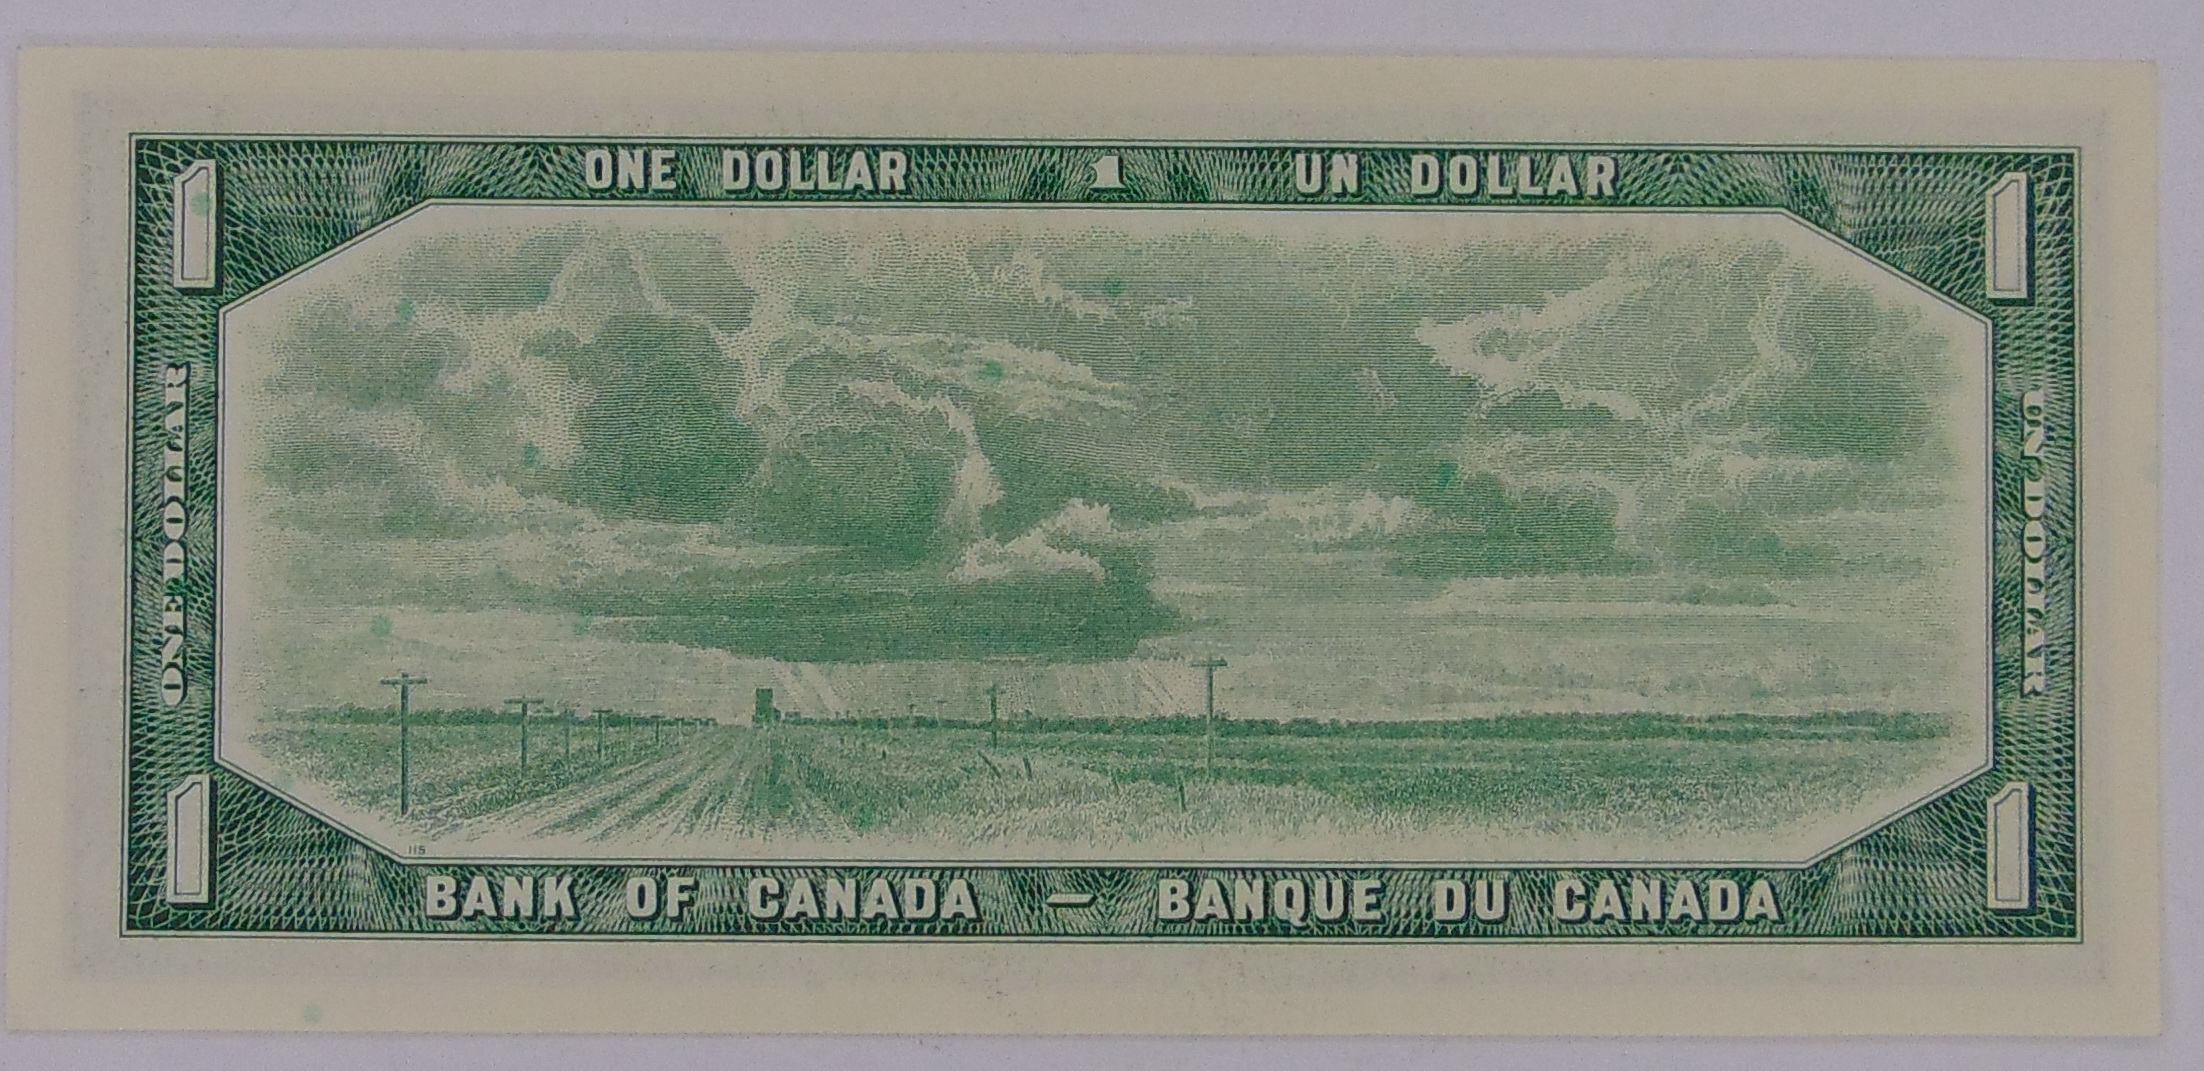 ONE DOLLAR 1 UN DOLLAR
1
1
ONE DOLLAR
UN DOLLAR
1
1
115
BANK OF CANADA — BANQUE DU CANADA